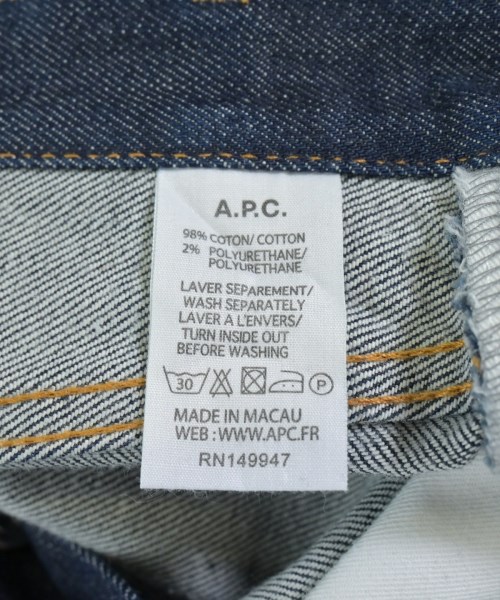 A.P.C.
98% COTON/ COTTON
2% POLYURETHANE/
POLYURETHANE
LAVER SEPAREMENT/
WASH SEPARATELY
LAVER A L'ENVERS/
TURN INSIDE OUT
BEFORE WASHING
30 P
MADE IN MACAU
WEB : WWW.APC.FR
RN149947